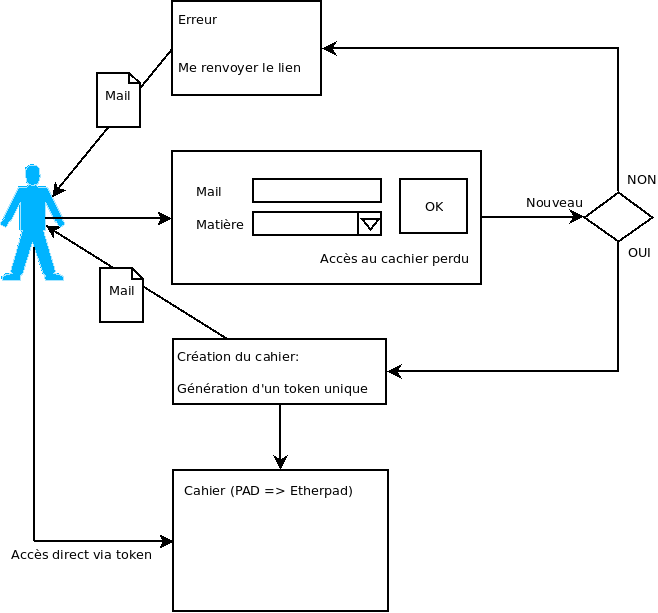 Erreur
Me renvoyer le lien
Mail
Mail
Matière
OK
Accès au cachier perdu
Nouveau
NON
OUI
Mail
Création du cahier:
Génération d'un token unique
Cahier (PAD => Etherpad)
Accès direct via token